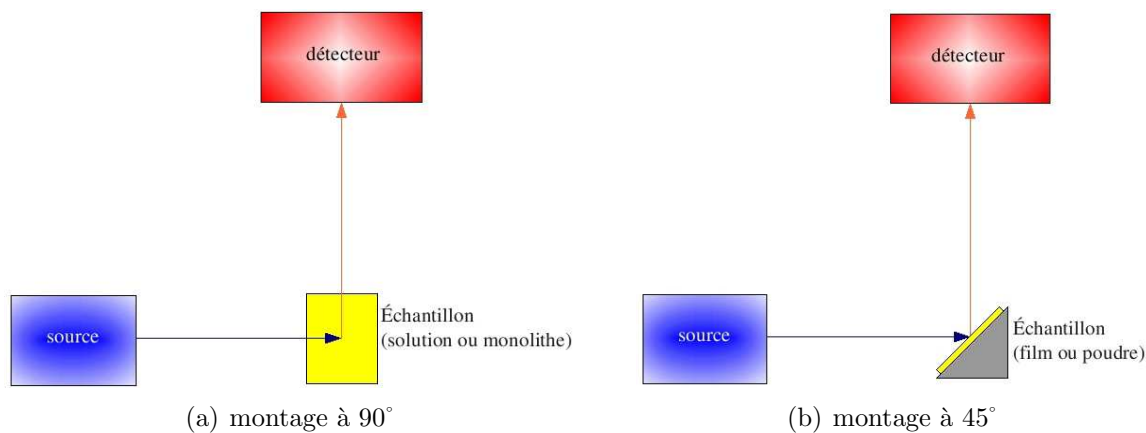 détecteur
source
Échantillon
(solution ou monolithe)
(a) montage à 90°
détecteur
source
Échantillon
(film ou poudre)
(b) montage à 45°